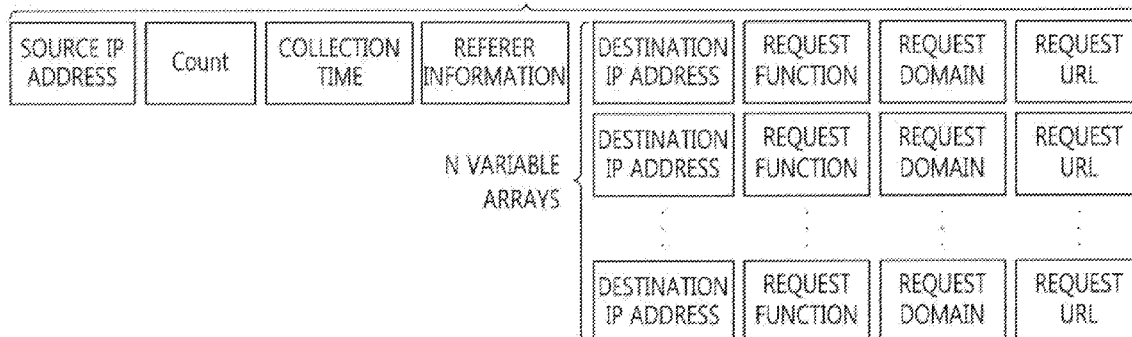 SOURCE IP
ADDRESS
Count
COLLECTION
TIME
REFERER
INFORMATION
DESTINATION
IP ADDRESS
REQUEST
FUNCTION
REQUEST
DOMAIN
REQUEST
URL
N VARIABLE
ARRAYS
DESTINATION
IP ADDRESS
REQUEST
FUNCTION
REQUEST
DOMAIN
REQUEST
URL
DESTINATION
IP ADDRESS
REQUEST
FUNCTION
REQUEST
DOMAIN
REQUEST
URL